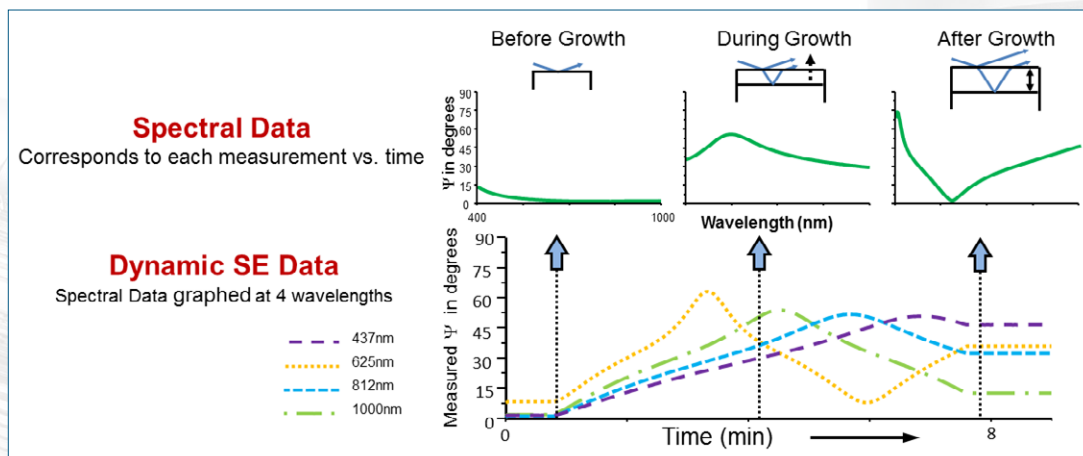 Before Growth
During Growth
After Growth
Spectral Data
Corresponds to each measurement vs. time
Ψ in degrees
90
75
60
45
30
15
0
400
1000
Wavelength (nm)
Dynamic SE Data
Spectral Data graphed at 4 wavelengths
437nm
625nm
812nm
1000nm
Measured Ψ in degrees
90
75
60
45
30
15
0
0
Time (min)
8